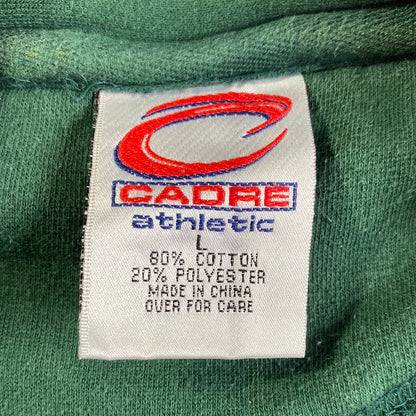 CADRE
athletic
L
80% COTTON
20% POLYESTER
MADE IN CHINA
OVER FOR CARE